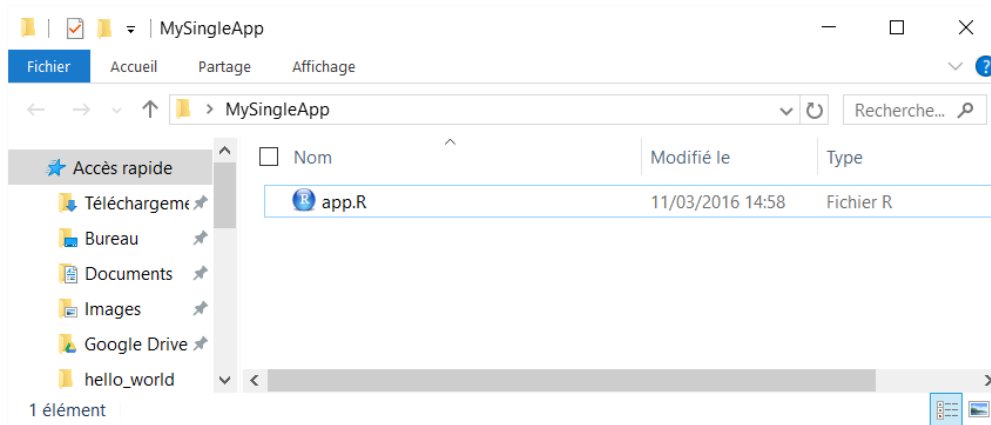 MySingleApp
Fichier Accueil Partage Affichage ?
MySingleApp Recherche...
Accès rapide Nom Modifié le Type
Téléchargeme R app.R 11/03/2016 14:58 Fichier R
Bureau
Documents
Images
Google Drive
hello_world
1 élément